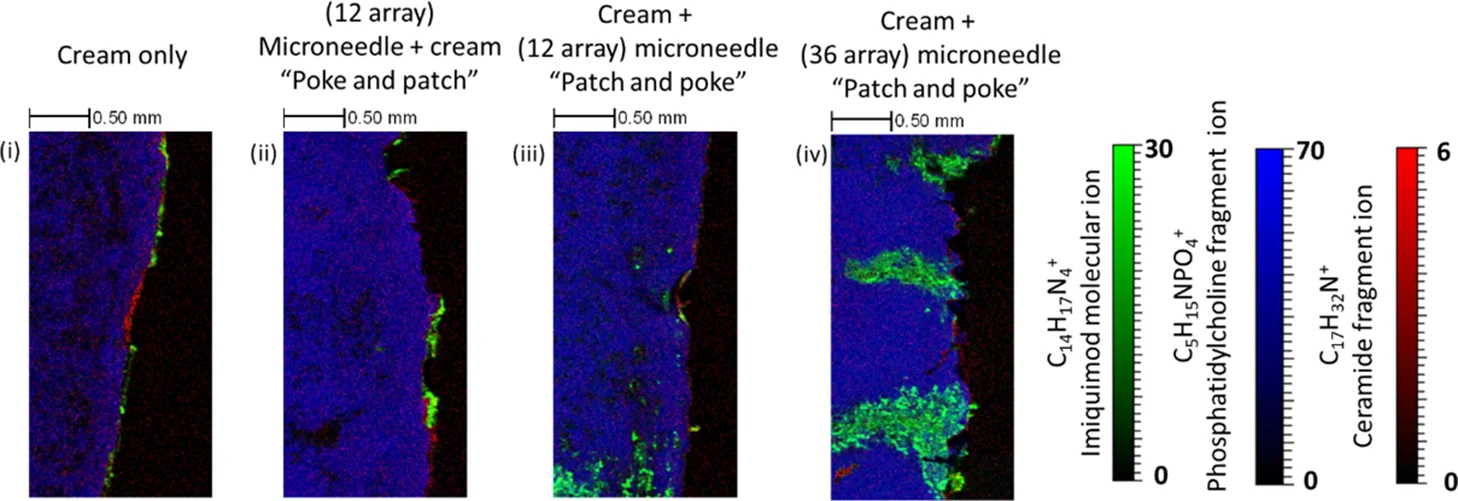 Cream only
(12 array)
Microneedle + cream
“Poke and patch”
Cream +
(12 array) microneedle
“Patch and poke”
Cream +
(36 array) microneedle
“Patch and poke”
0.50 mm
0.50 mm
0.50 mm
0.50 mm
(i)
(ii)
(iii)
(iv)
C₁₄H₁₇N₄⁺
Imiquimod molecular ion
30
0
C₅H₁₅NPO₄⁺
Phosphatidylcholine fragment ion
70
0
C₁₇H₃₂N⁺
Ceramide fragment ion
6
0